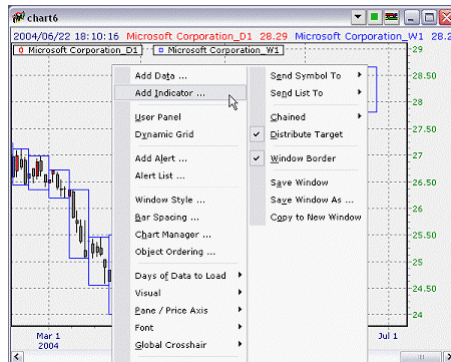 chart6
2004/06/22 18:10:16 Microsoft Corporation_D1 28.29 Microsoft Corporation_W1 28.2
Microsoft Corporation_D1 Microsoft Corporation_W1
Add Data ...
Add Indicator ...
User Panel
Dynamic Grid
Add Alert ...
Alert List ...
Window Style ...
Bar Spacing ...
Chart Manager ...
Object Ordering ...
Days of Data to Load
Visual
Pane / Price Axis
Font
Global Crosshair
Send Symbol To
Send List To
Chained
Distribute Target
Window Border
Save Window
Save Window As ...
Copy to New Window
29
28.50
28
27.50
27
26.50
26
25.50
25
24.50
24
Mar 1
2004
Jul 1